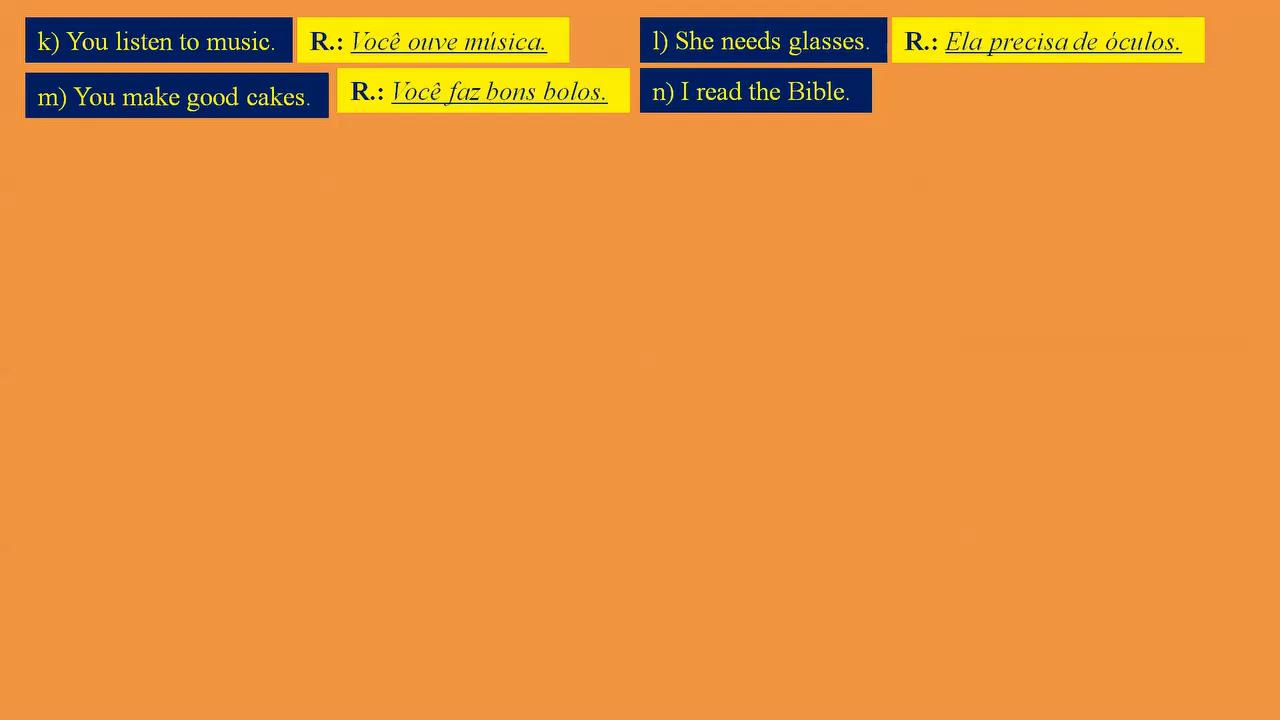 k) You listen to music. R.: Você ouve música.
l) She needs glasses. R.: Ela precisa de óculos.
m) You make good cakes. R.: Você faz bons bolos.
n) I read the Bible.